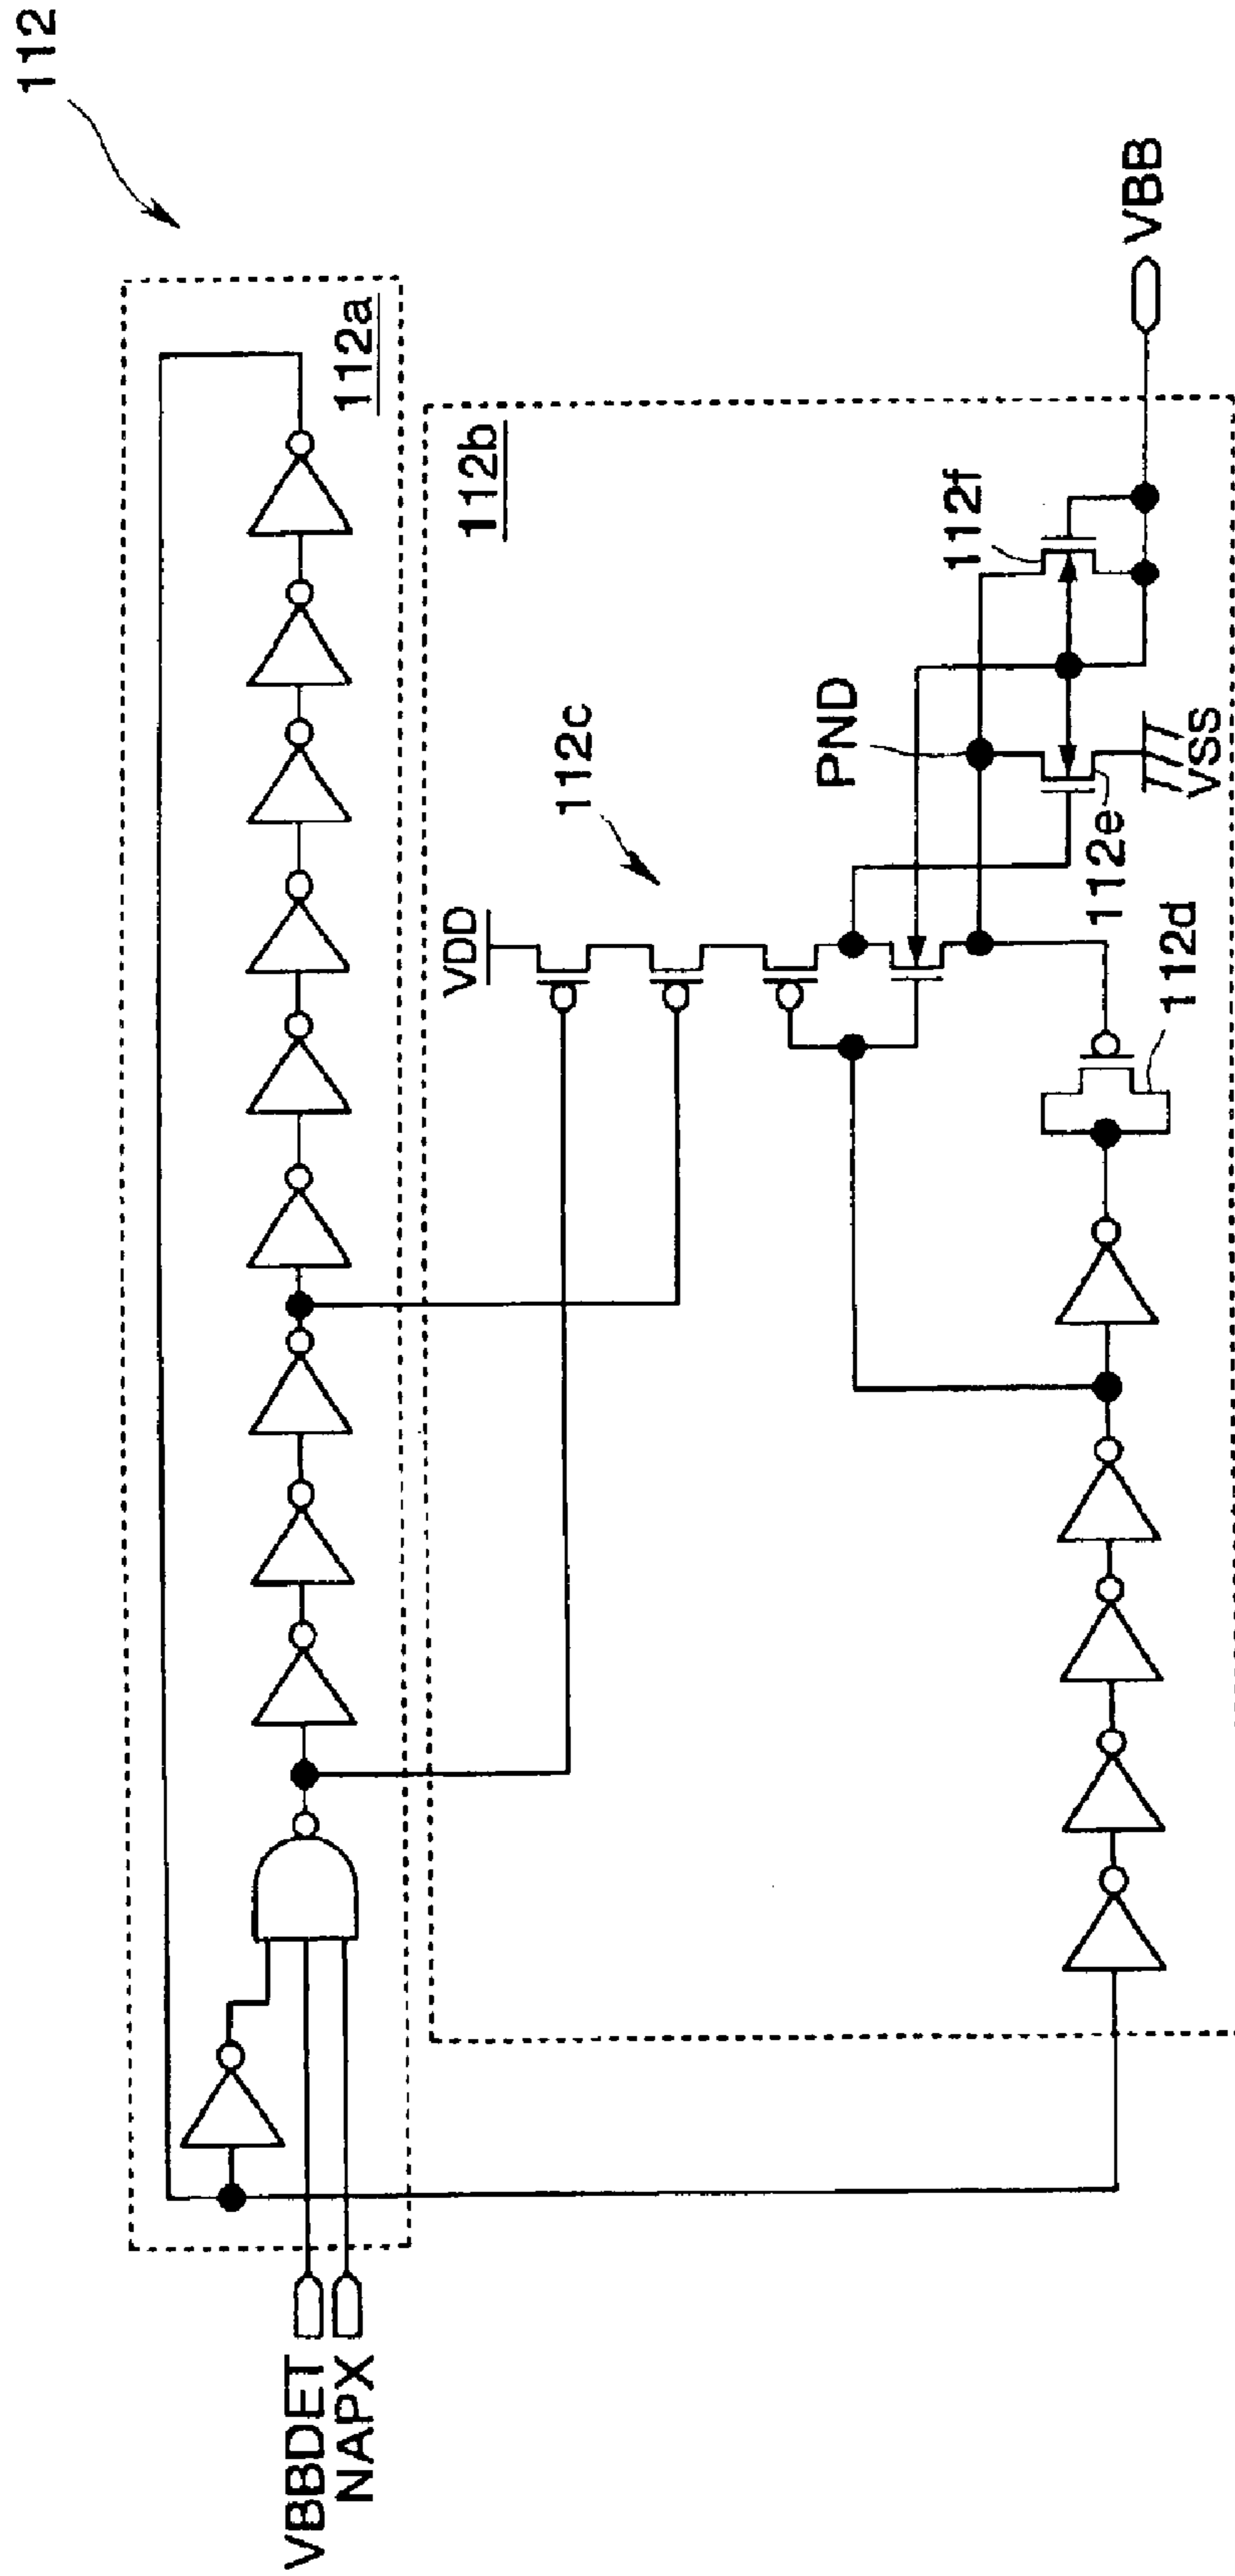 112
112a
112b
VBB
112f
PND
112c
VSS
112e
VDD
112d
VBBDET
NAPX